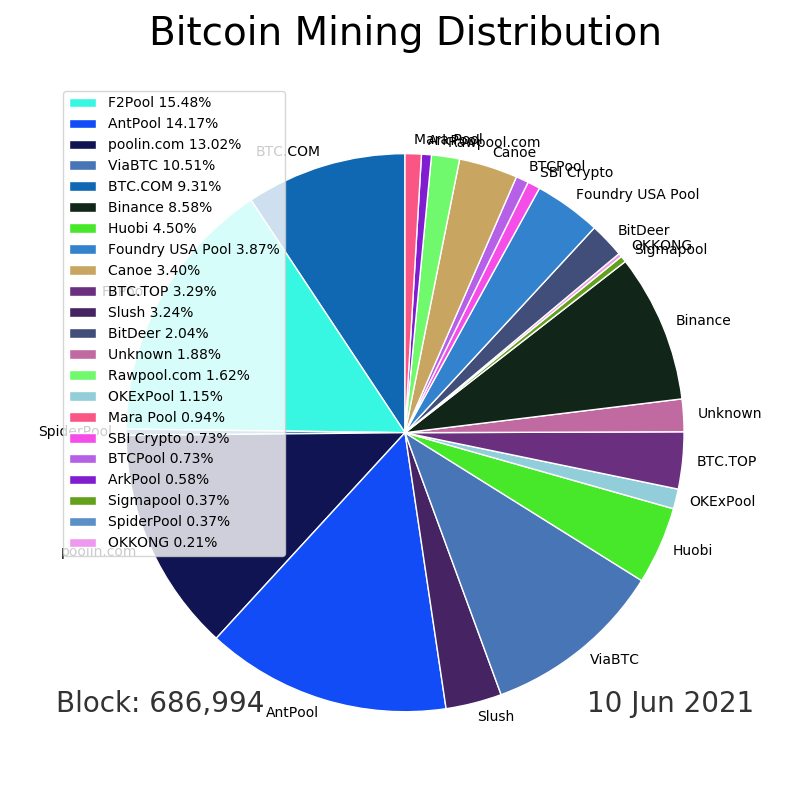 Bitcoin Mining Distribution
F2Pool 15.48%
AntPool 14.17%
poolin.com 13.02%
ViaBTC 10.51%
BTC.COM 9.31%
Binance 8.58%
Huobi 4.50%
Foundry USA Pool 3.87%
Canoe 3.40%
BTC.TOP 3.29%
Slush 3.24%
BitDeer 2.04%
Unknown 1.88%
Rawpool.com 1.62%
OKExPool 1.15%
Mara Pool 0.94%
SBI Crypto 0.73%
BTCPool 0.73%
ArkPool 0.58%
Sigmapool 0.37%
SpiderPool 0.37%
OKKONG 0.21%
Mara Pool
ArkPool
Rawpool.com
Canoe
BTCPool
SBI Crypto
Foundry USA Pool
BitDeer
OKKONG
Sigmapool
Binance
Unknown
BTC.TOP
OKExPool
Huobi
ViaBTC
Slush
AntPool
poolin.com
SpiderPool
F2Pool
BTC.COM
Block: 686,994
10 Jun 2021